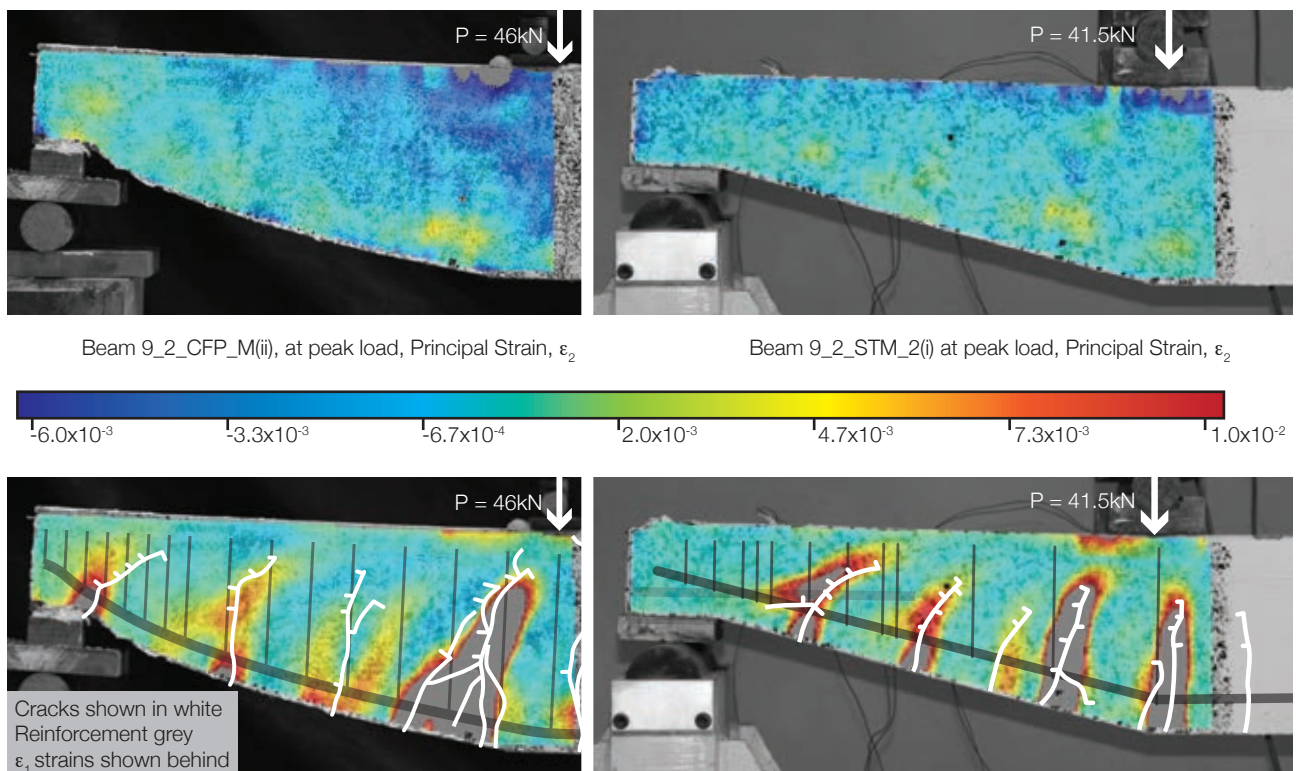 P = 46kN
P = 41.5kN
Beam 9_2_CFP_M(ii), at peak load, Principal Strain, ε₂
Beam 9_2_STM_2(i) at peak load, Principal Strain, ε₂
-6.0x10⁻³ -3.3x10⁻³ -6.7x10⁻⁴ 2.0x10⁻³ 4.7x10⁻³ 7.3x10⁻³ 1.0x10⁻²
P = 46kN
P = 41.5kN
Cracks shown in white
Reinforcement grey
ε₁ strains shown behind